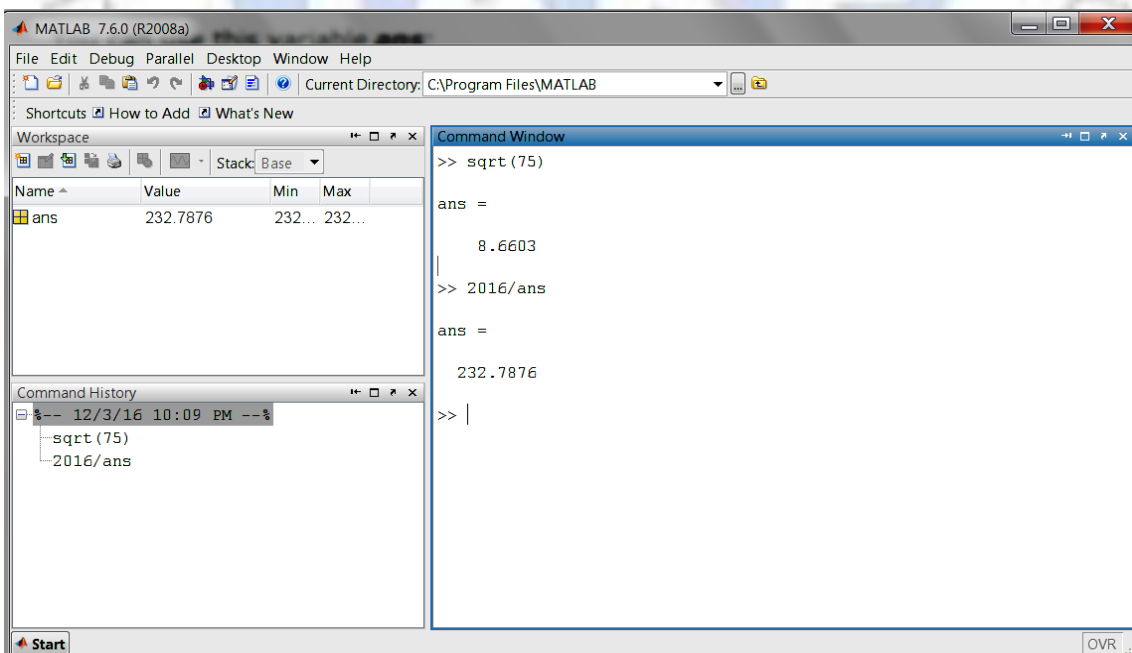 MATLAB 7.6.0 (R2008a)
File Edit Debug Parallel Desktop Window Help
Current Directory: C:\Program Files\MATLAB
Shortcuts How to Add What's New
Workspace
Stack: Base
Name Value Min Max
ans 232.7876 232... 232...
Command History
%-- 12/3/16 10:09 PM --%
sqrt(75)
2016/ans
Command Window
>> sqrt(75)
ans =
8.6603
>> 2016/ans
ans =
232.7876
>>
Start
OVR